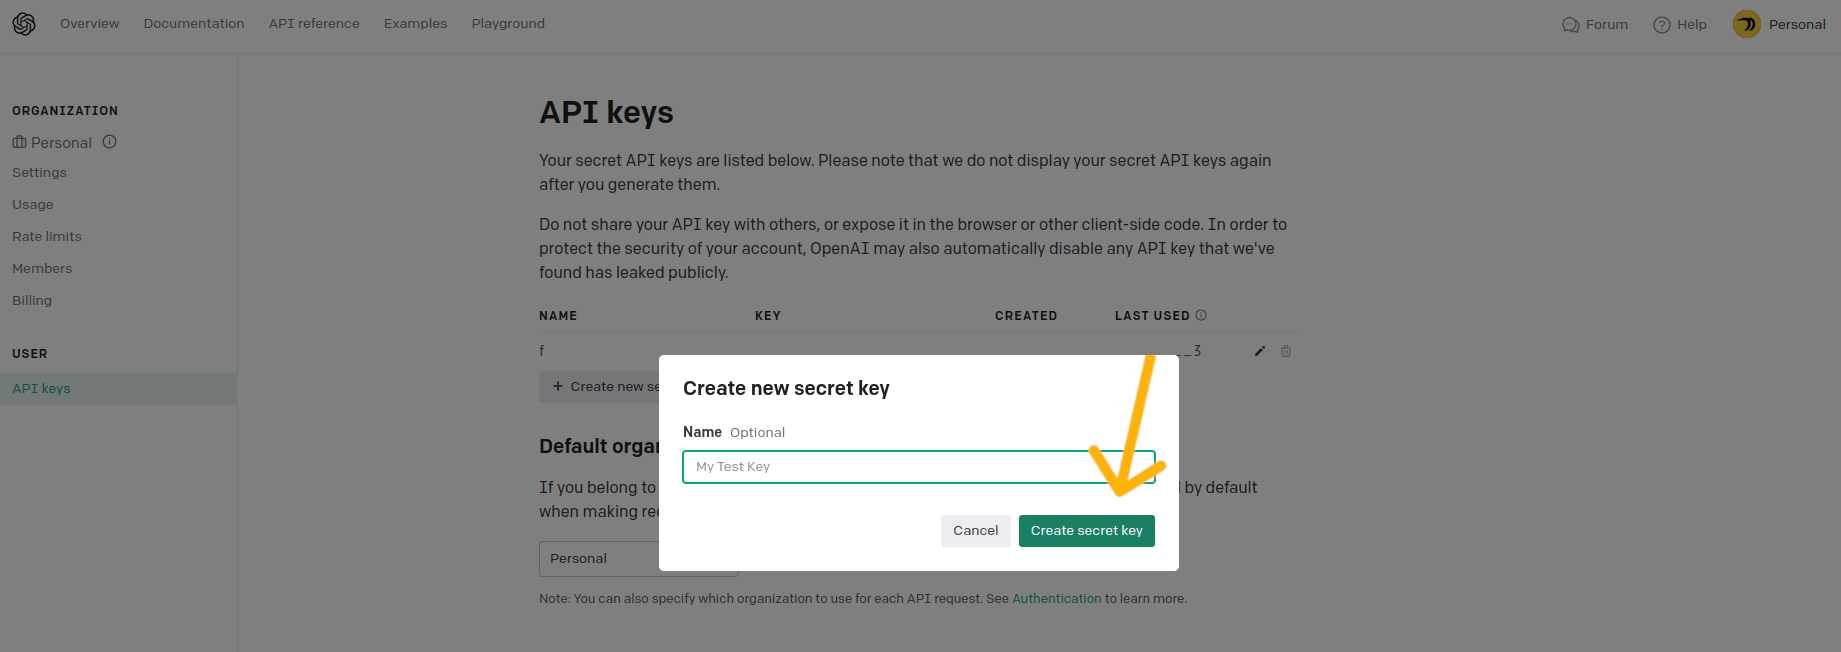 Overview Documentation API reference Examples Playground Forum Help Personal
ORGANIZATION
Personal
Settings
Usage
Rate limits
Members
Billing
USER
API keys
API keys
Your secret API keys are listed below. Please note that we do not display your secret API keys again
after you generate them.
Do not share your API key with others, or expose it in the browser or other client-side code. In order to
protect the security of your account, OpenAI may also automatically disable any API key that we've
found has leaked publicly.
NAME KEY CREATED LAST USED
f 3
+ Create new se
Default orga
If you belong to by default
when making re
Personal
Note: You can also specify which organization to use for each API request. See Authentication to learn more.
Create new secret key
Name Optional
My Test Key
Cancel Create secret key